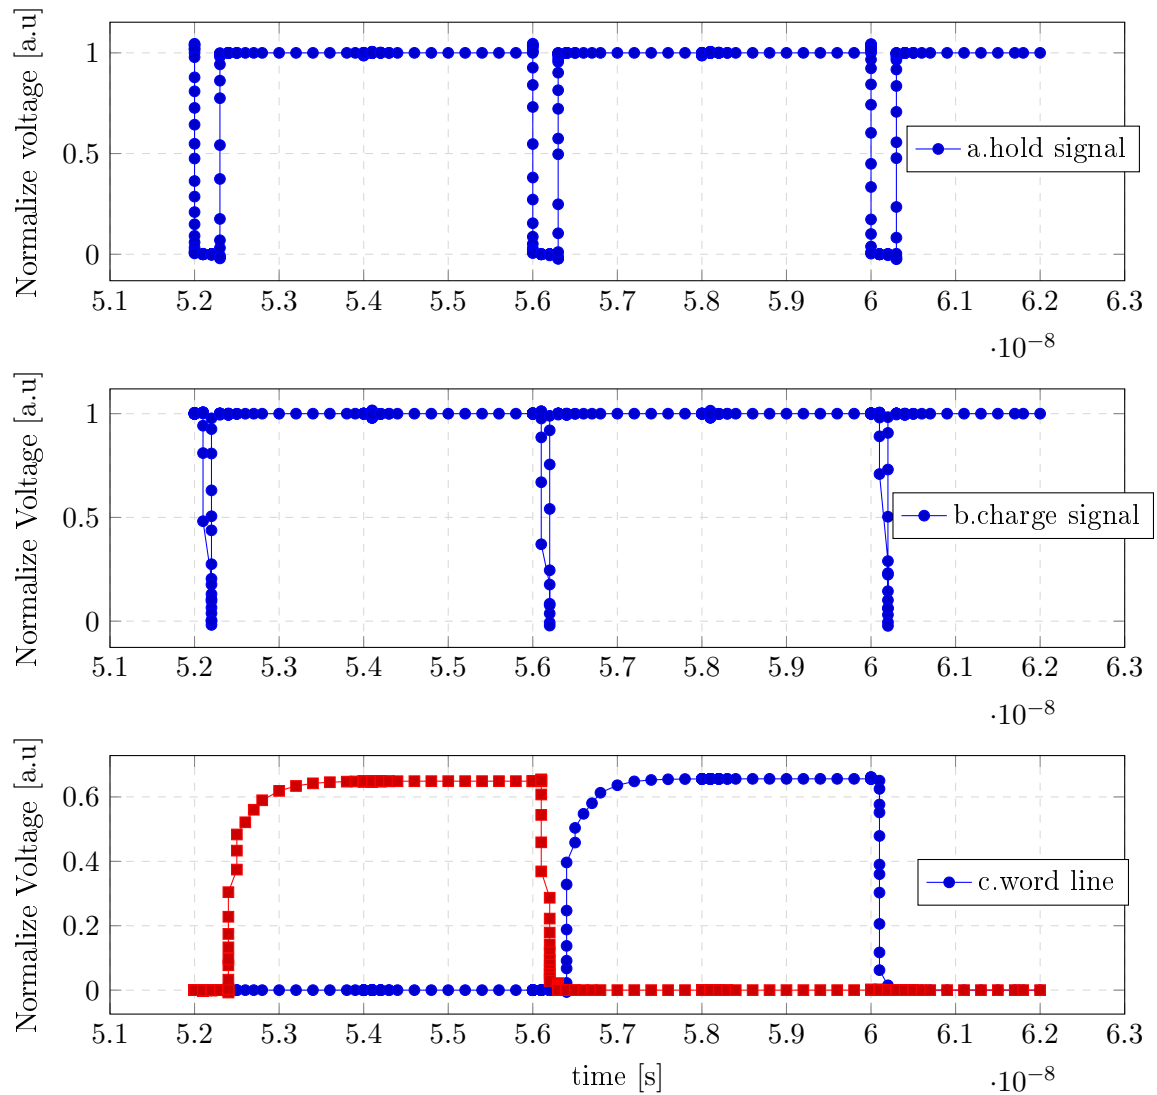 Normalize voltage [a.u]
1
0.5
0
a.hold signal
5.1 5.2 5.3 5.4 5.5 5.6 5.7 5.8 5.9 6 6.1 6.2 6.3
·10⁻⁸
Normalize Voltage [a.u]
1
0.5
0
b.charge signal
5.1 5.2 5.3 5.4 5.5 5.6 5.7 5.8 5.9 6 6.1 6.2 6.3
·10⁻⁸
Normalize Voltage [a.u]
0.6
0.4
0.2
0
c.word line
5.1 5.2 5.3 5.4 5.5 5.6 5.7 5.8 5.9 6 6.1 6.2 6.3
time [s]
·10⁻⁸